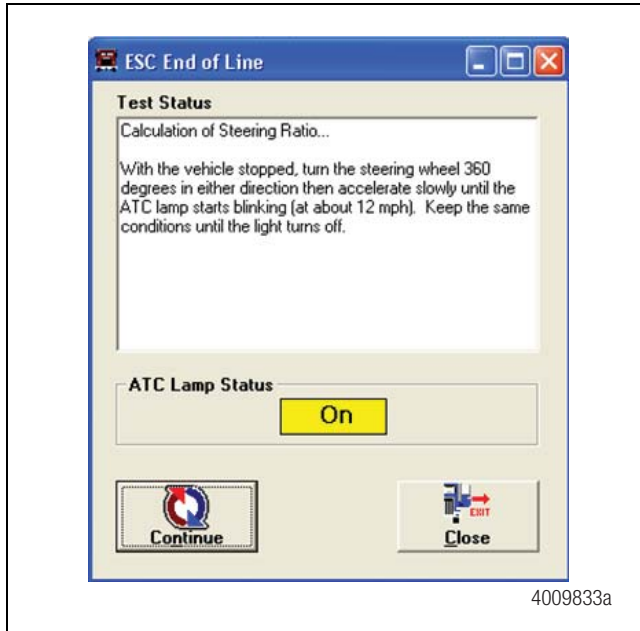 ESC End of Line
Test Status
Calculation of Steering Ratio...
With the vehicle stopped, turn the steering wheel 360
degrees in either direction then accelerate slowly until the
ATC lamp starts blinking (at about 12 mph). Keep the same
conditions until the light turns off.
ATC Lamp Status
On
EXIT
Continue
Close
4009833a